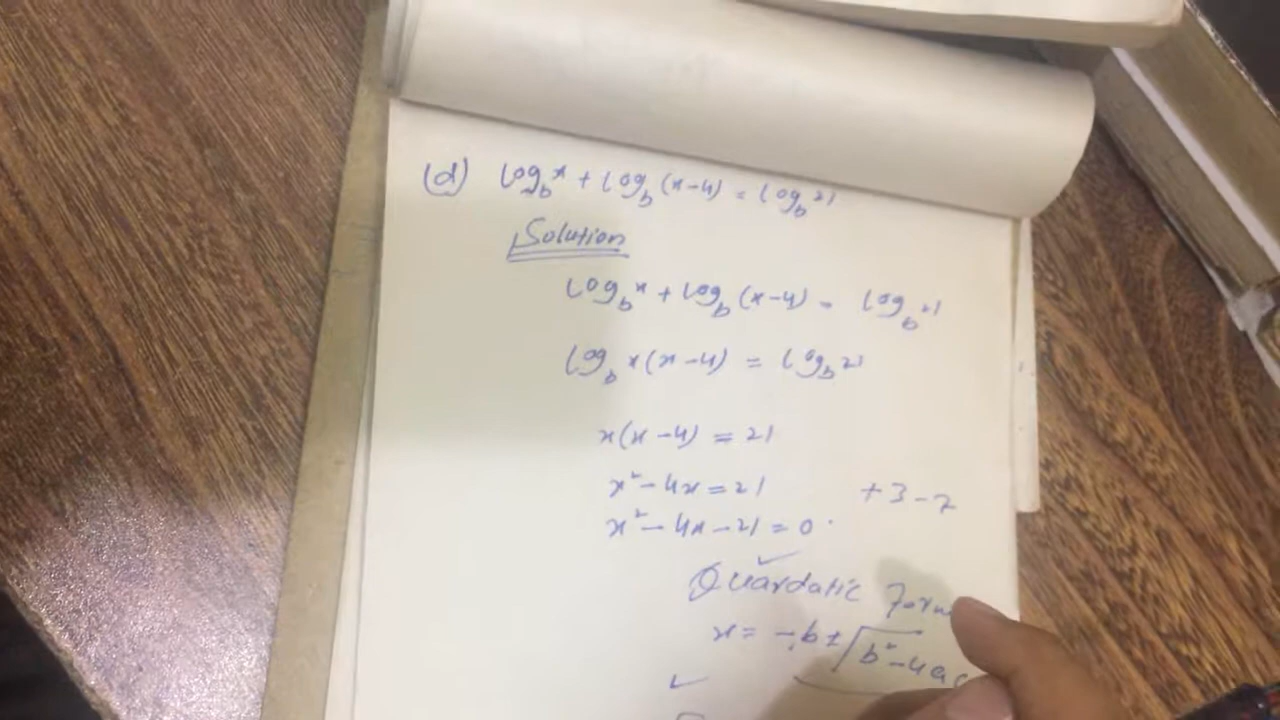 (d) log_b x + log_b (x-4) = log_b 21
Solution
log_b x + log_b (x-4) = log_b 21
log_b x(x-4) = log_b 21
x(x-4) = 21
x² - 4x = 21
+3-7
x² - 4x - 21 = 0
Quardatic
x = -b ± √b² - 4ac